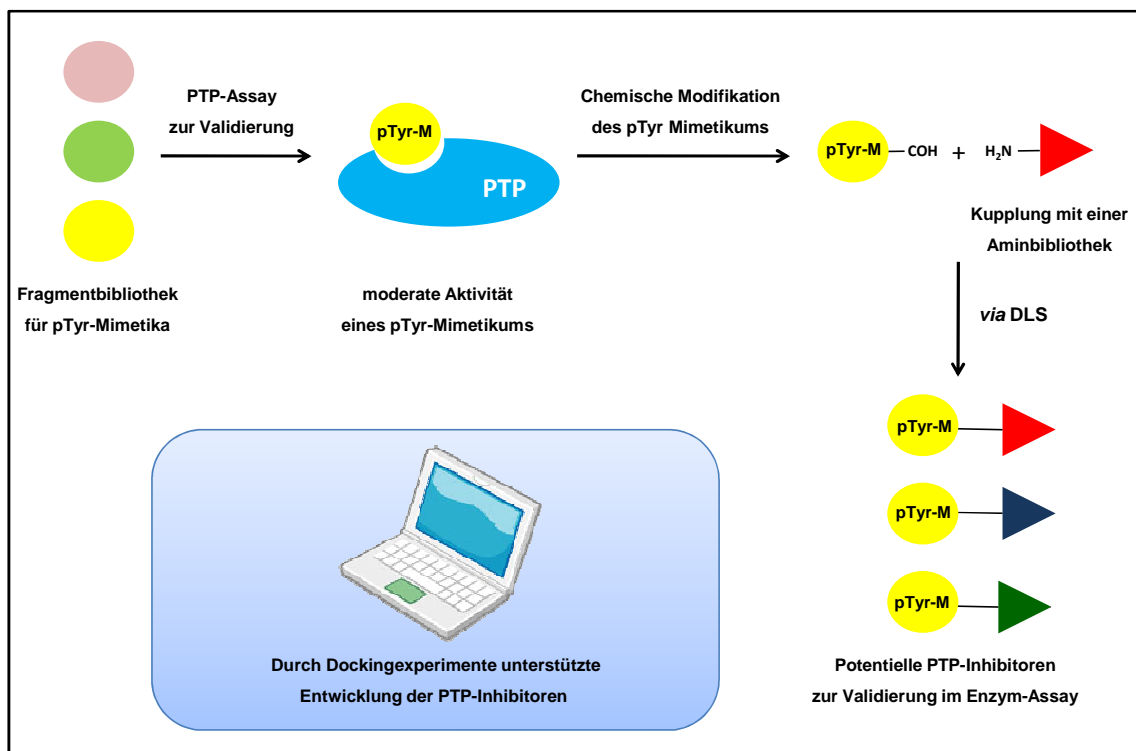 PTP-Assay
zur Validierung
Chemische Modifikation
des pTyr Mimetikums
pTyr-M
PTP
pTyr-M
COH + H₂N
Kupplung mit einer
Aminbibliothek
Fragmentbibliothek
für pTyr-Mimetika
moderate Aktivität
eines pTyr-Mimetikums
via DLS
pTyr-M
pTyr-M
pTyr-M
Durch Dockingexperimente unterstützte
Entwicklung der PTP-Inhibitoren
Potentielle PTP-Inhibitoren
zur Validierung im Enzym-Assay